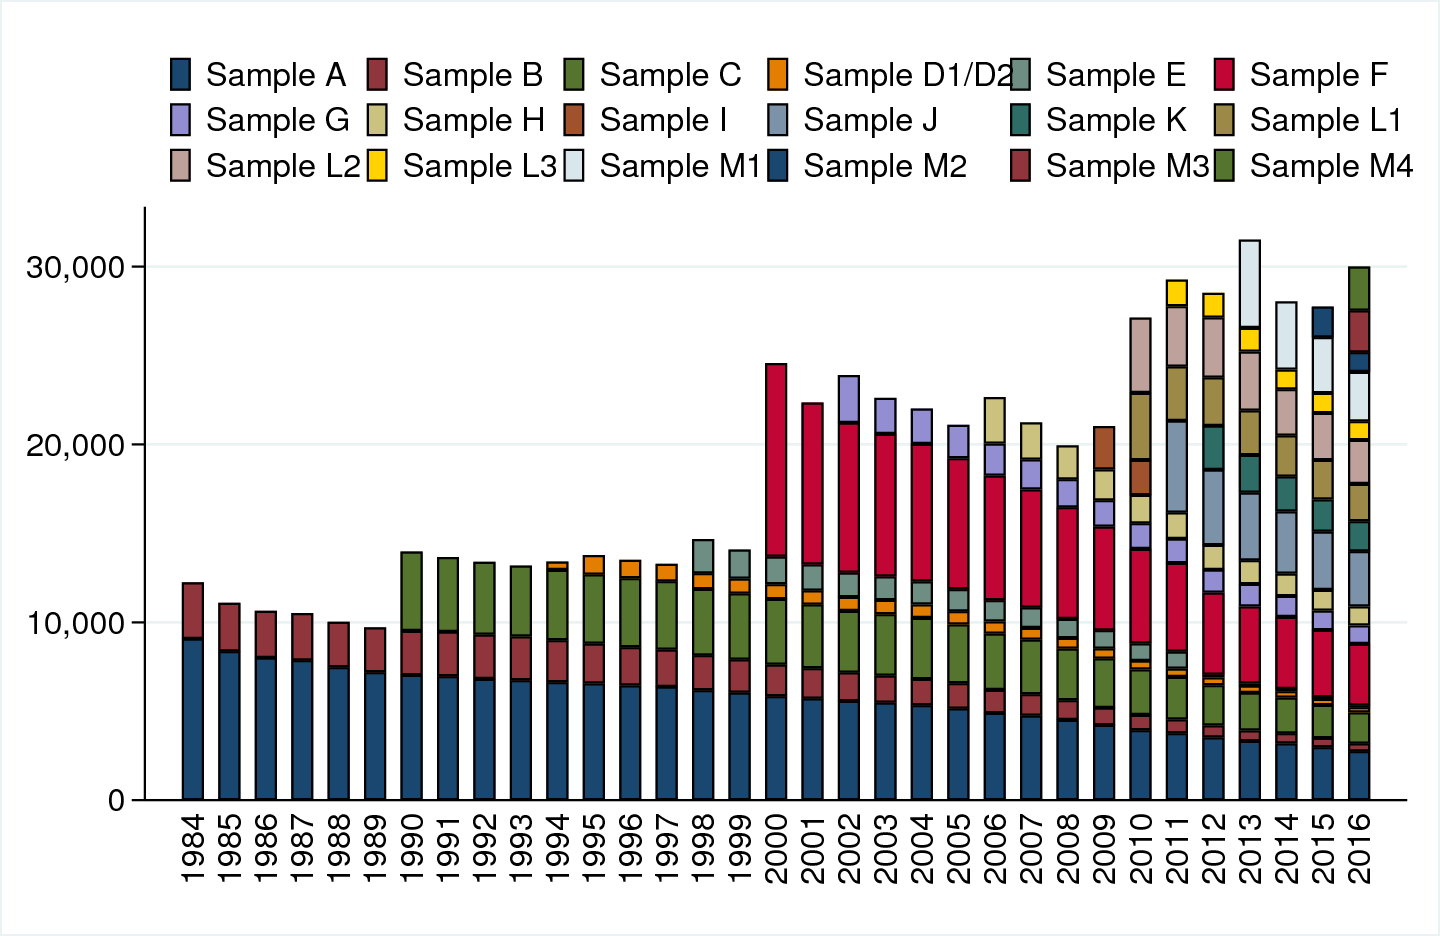 Sample A Sample B Sample C Sample D1/D2 Sample E Sample F
Sample G Sample H Sample I Sample J Sample K Sample L1
Sample L2 Sample L3 Sample M1 Sample M2 Sample M3 Sample M4
30,000
20,000
10,000
0
1984 1985 1986 1987 1988 1989 1990 1991 1992 1993 1994 1995 1996 1997 1998 1999 2000 2001 2002 2003 2004 2005 2006 2007 2008 2009 2010 2011 2012 2013 2014 2015 2016